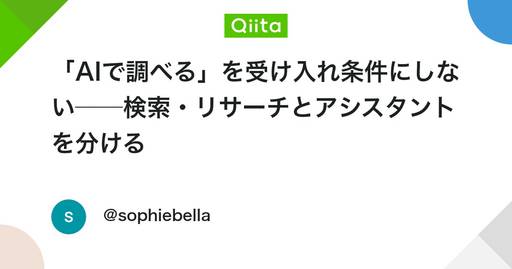 Qiita
「AIで調べる」を受け入れ条件にしな
い──検索・リサーチとアシスタント
を分ける
S
@sophiebella